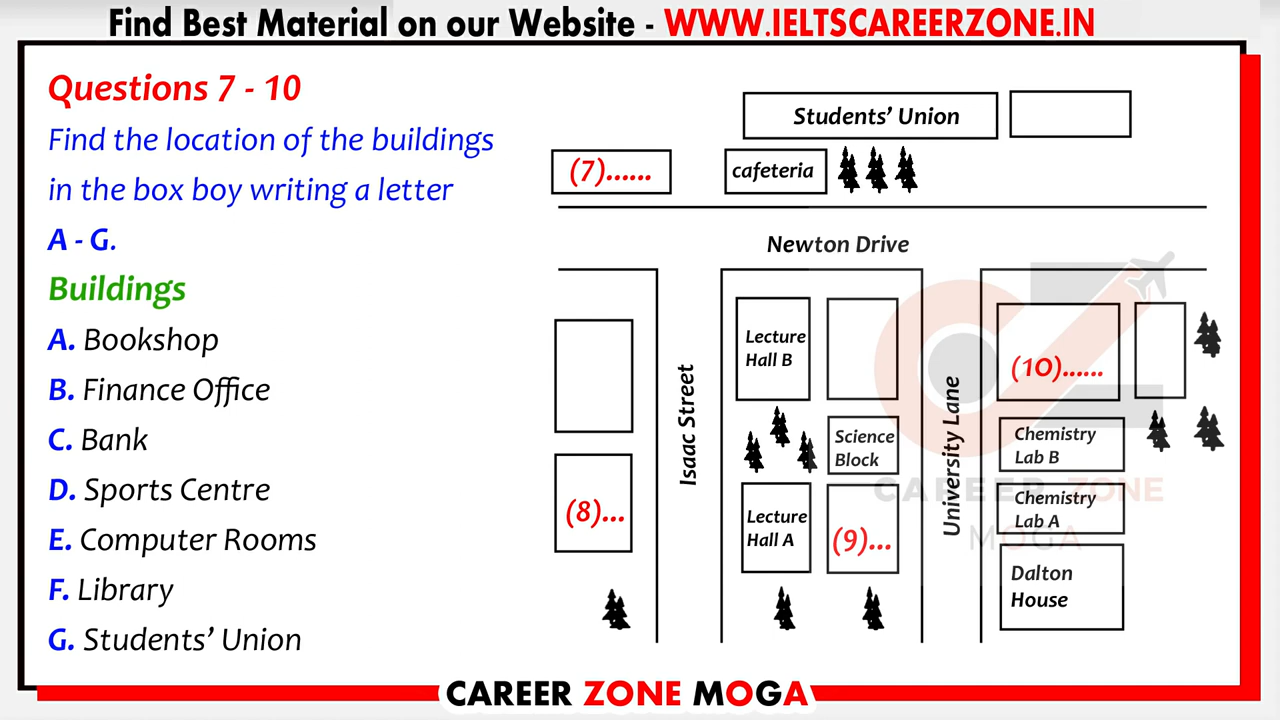 Find Best Material on our Website - WWW.IELTSCAREERZONE.IN
Questions 7 - 10
Find the location of the buildings
in the box boy writing a letter
A - G.
Buildings
A. Bookshop
B. Finance Office
C. Bank
D. Sports Centre
E. Computer Rooms
F. Library
G. Students' Union
Students' Union
(7)......
cafeteria
Newton Drive
Lecture
Hall B
(10)......
Isaac Street
Science
Block
University Lane
Chemistry
Lab B
(8)...
Lecture
Hall A
(9)...
Chemistry
Lab A
Dalton
House
CAREER ZONE
MOGA
CAREER ZONE MOGA